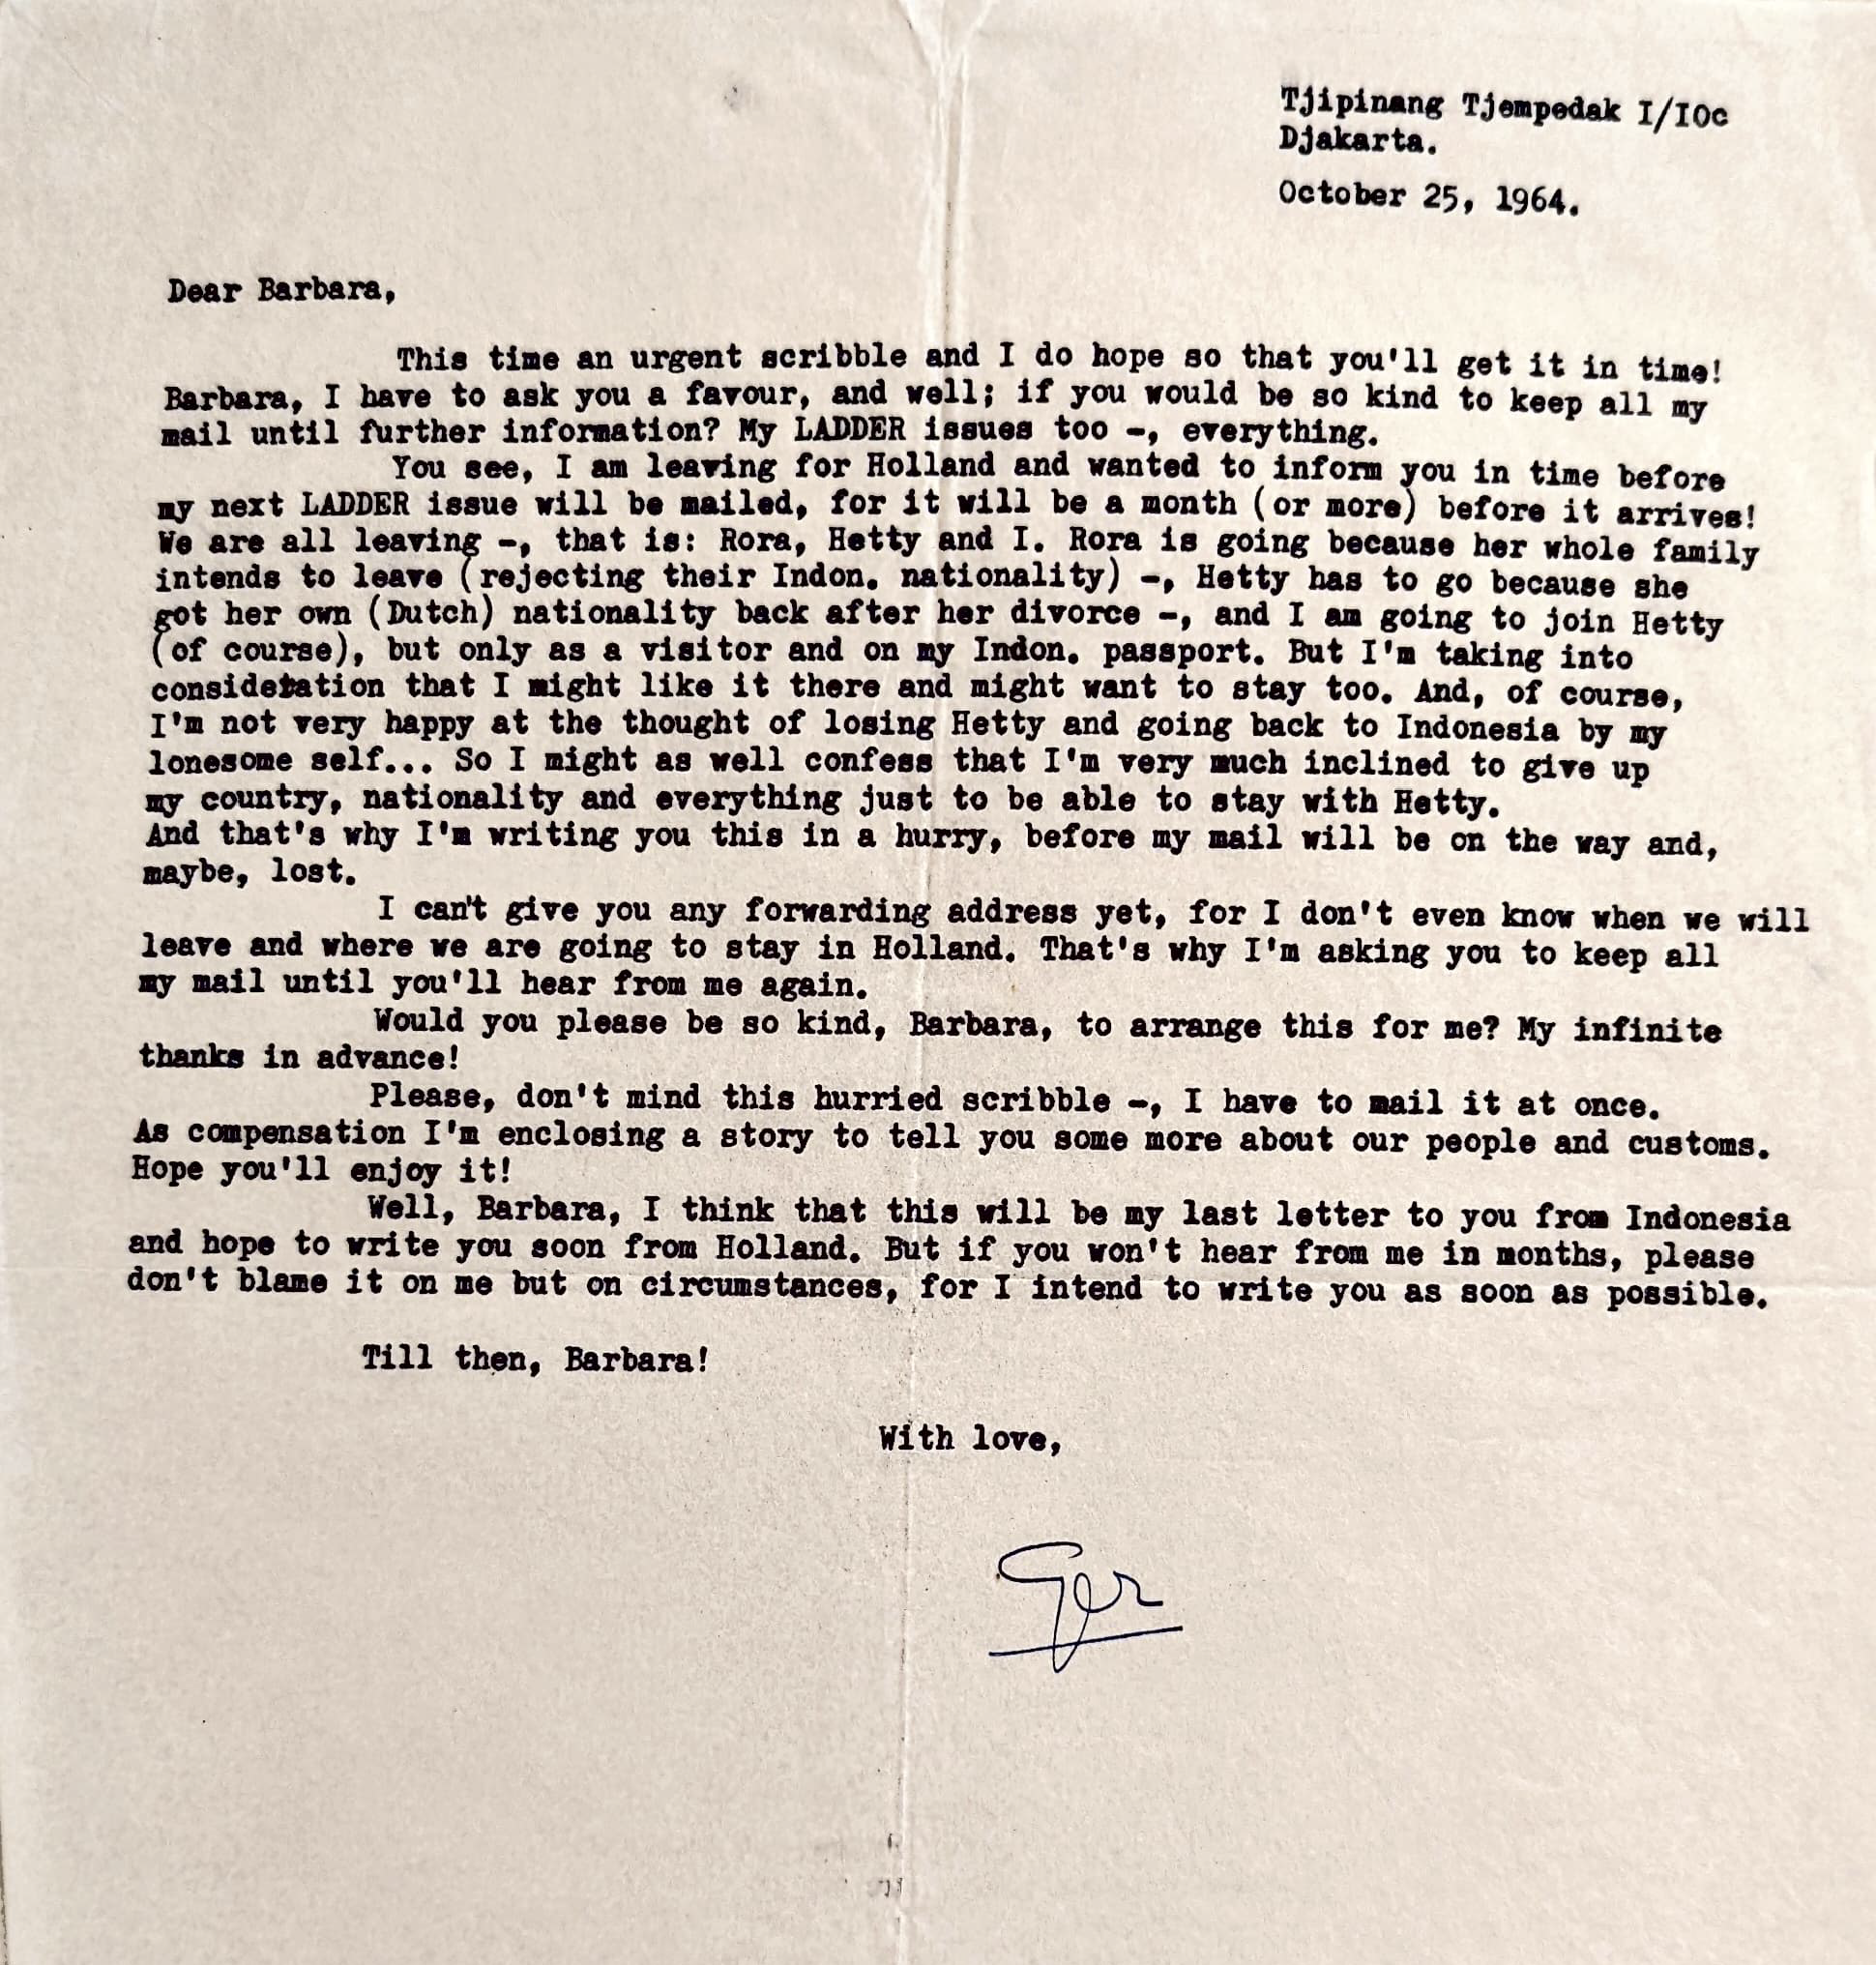 Tjipinang Tjempedak I/I0c
Djakarta.
October 25, 1964.
Dear Barbara,
This time an urgent scribble and I do hope so that you'll get it in time!
Barbara, I have to ask you a favour, and well; if you would be so kind to keep all my
mail until further information? My LADDER issues too -, everything.
You see, I am leaving for Holland and wanted to inform you in time before
my next LADDER issue will be mailed, for it will be a month (or more) before it arrives!
We are all leaving -, that is: Rora, Hetty and I. Rora is going because her whole family
intends to leave (rejecting their Indon. nationality) -, Hetty has to go because she
got her own (Dutch) nationality back after her divorce -, and I am going to join Hetty
(of course), but only as a visitor and on my Indon. passport. But I'm taking into
consideration that I might like it there and might want to stay too. And, of course,
I'm not very happy at the thought of losing Hetty and going back to Indonesia by my
lonesome self... So I might as well confess that I'm very much inclined to give up
my country, nationality and everything just to be able to stay with Hetty.
And that's why I'm writing you this in a hurry, before my mail will be on the way and,
maybe, lost.
I can't give you any forwarding address yet, for I don't even know when we will
leave and where we are going to stay in Holland. That's why I'm asking you to keep all
my mail until you'll hear from me again.
Would you please be so kind, Barbara, to arrange this for me? My infinite
thanks in advance!
Please, don't mind this hurried scribble -, I have to mail it at once.
As compensation I'm enclosing a story to tell you some more about our people and customs.
Hope you'll enjoy it!
Well, Barbara, I think that this will be my last letter to you from Indonesia
and hope to write you soon from Holland. But if you won't hear from me in months, please
don't blame it on me but on circumstances, for I intend to write you as soon as possible.
Till then, Barbara!
With love,
Ger